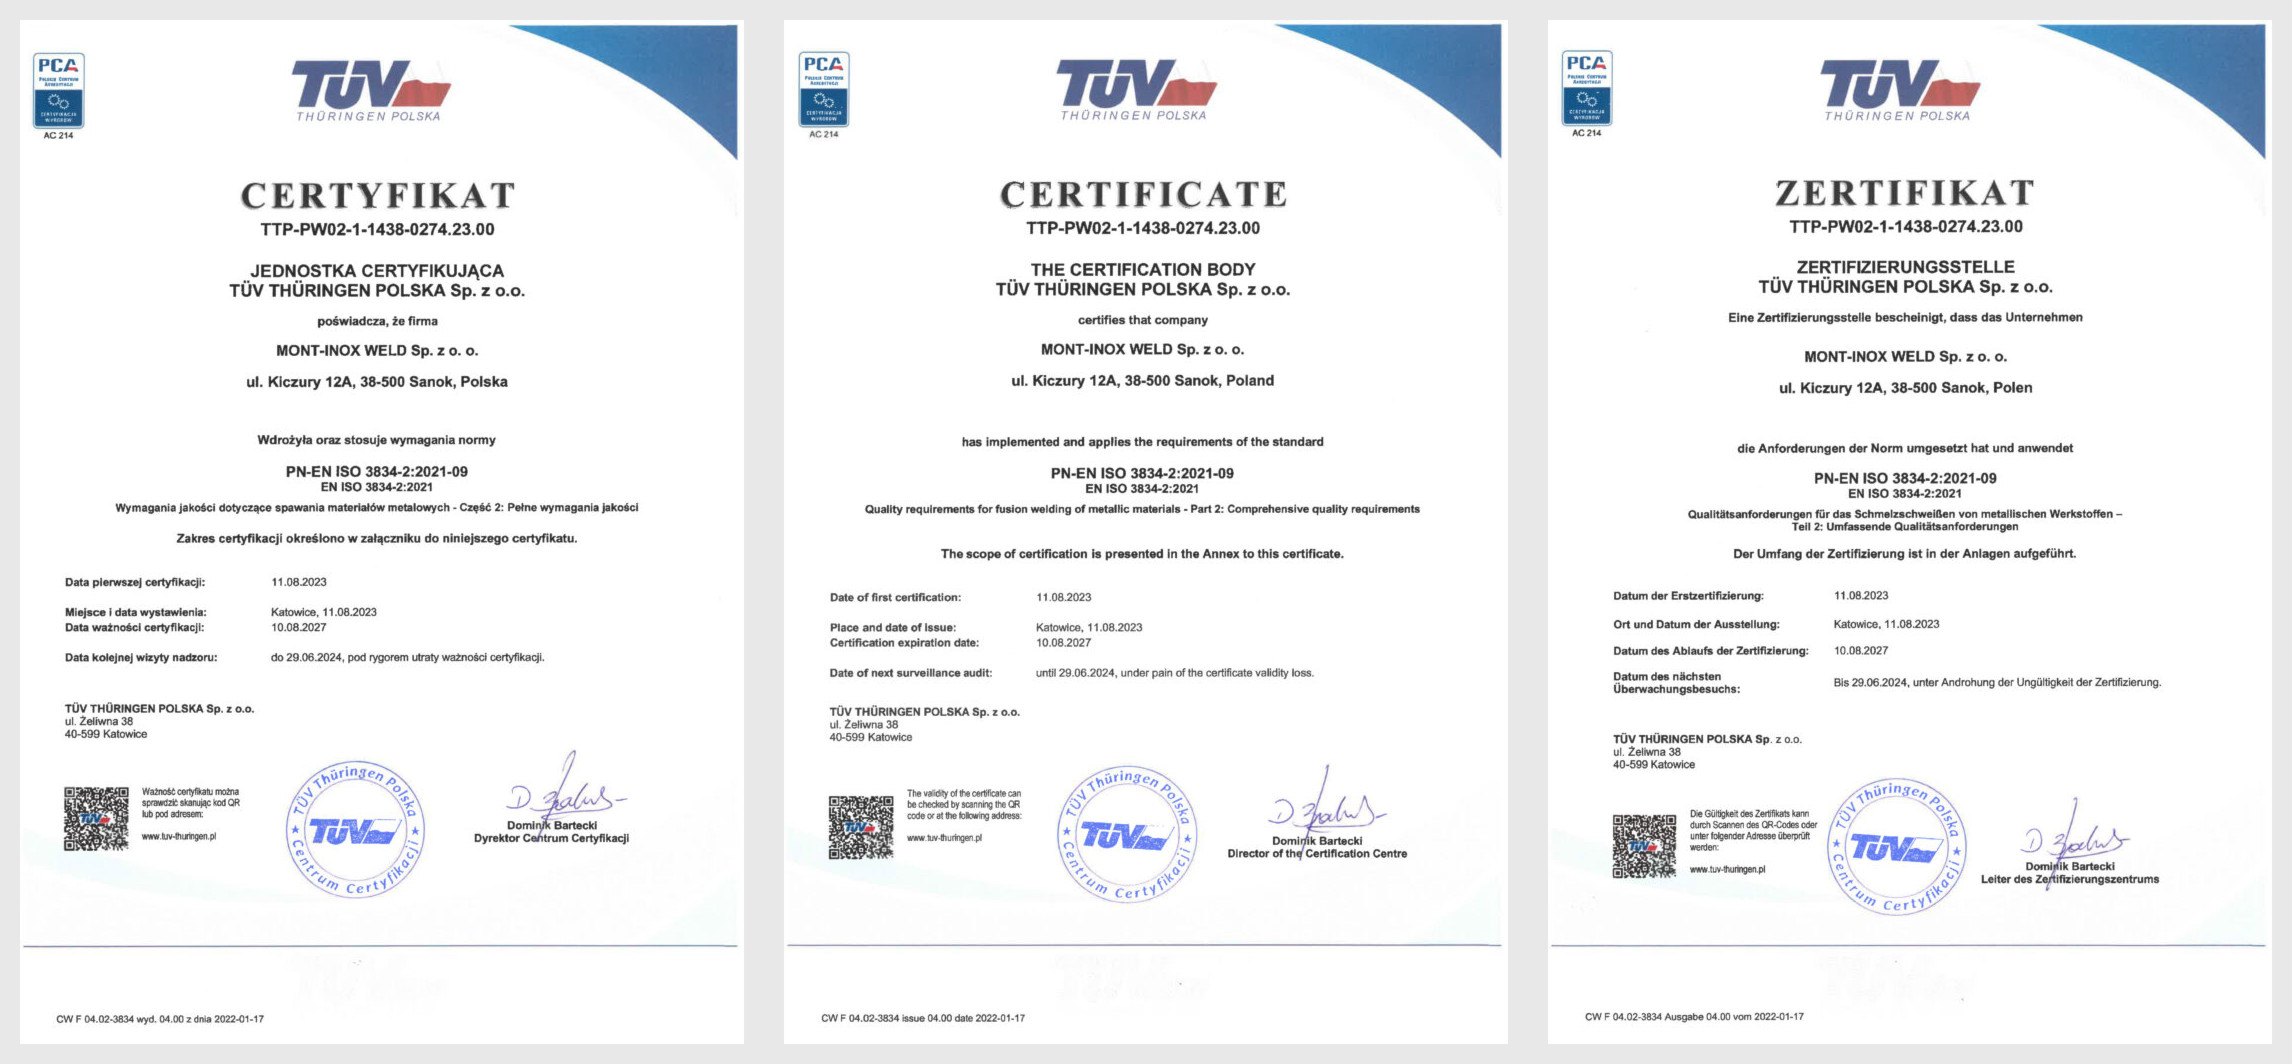 PCA
POLSKIE CENTRUM
AKREDYTACJI
CERTYFIKACJA
WYROBÓW
AC 214
TÜV
THÜRINGEN POLSKA
CERTYFIKAT
TTP-PW02-1-1438-0274.23.00
JEDNOSTKA CERTYFIKUJĄCA
TÜV THÜRINGEN POLSKA Sp. z o.o.
poświadcza, że firma
MONT-INOX WELD Sp. z o. o.
ul. Kiczury 12A, 38-500 Sanok, Polska
Wdrożyła oraz stosuje wymagania normy
PN-EN ISO 3834-2:2021-09
EN ISO 3834-2:2021
Wymagania jakości dotyczące spawania materiałów metalowych - Część 2: Pełne wymagania jakości
Zakres certyfikacji określono w załączniku do niniejszego certyfikatu.
Data pierwszej certyfikacji: 11.08.2023
Miejsce i data wystawienia: Katowice, 11.08.2023
Data ważności certyfikacji: 10.08.2027
Data kolejnej wizyty nadzoru: do 29.06.2024, pod rygorem utraty ważności certyfikacji.
TÜV THÜRINGEN POLSKA Sp. z o.o.
ul. Żeliwna 38
40-599 Katowice
Ważność certyfikatu można
sprawdzić skanując kod QR
lub pod adresem:
www.tuv-thuringen.pl
TÜV Thüringen Polska
TÜV
Centrum Certyfikacji
Dominik Bartecki
Dyrektor Centrum Certyfikacji
CW F 04.02-3834 wyd. 04.00 z dnia 2022-01-17
PCA
POLSKIE CENTRUM
AKREDYTACJI
CERTYFIKACJA
WYROBÓW
AC 214
TÜV
THÜRINGEN POLSKA
CERTIFICATE
TTP-PW02-1-1438-0274.23.00
THE CERTIFICATION BODY
TÜV THÜRINGEN POLSKA Sp. z o.o.
certifies that company
MONT-INOX WELD Sp. z o. o.
ul. Kiczury 12A, 38-500 Sanok, Poland
has implemented and applies the requirements of the standard
PN-EN ISO 3834-2:2021-09
EN ISO 3834-2:2021
Quality requirements for fusion welding of metallic materials - Part 2: Comprehensive quality requirements
The scope of certification is presented in the Annex to this certificate.
Date of first certification: 11.08.2023
Place and date of issue: Katowice, 11.08.2023
Certification expiration date: 10.08.2027
Date of next surveillance audit: until 29.06.2024, under pain of the certificate validity loss.
TÜV THÜRINGEN POLSKA Sp. z o.o.
ul. Żeliwna 38
40-599 Katowice
The validity of the certificate can
be checked by scanning the QR
code or at the following address:
www.tuv-thuringen.pl
TÜV Thüringen Polska
TÜV
Centrum Certyfikacji
Dominik Bartecki
Director of the Certification Centre
CW F 04.02-3834 issue 04.00 date 2022-01-17
PCA
POLSKIE CENTRUM
AKREDYTACJI
CERTYFIKACJA
WYROBÓW
AC 214
TÜV
THÜRINGEN POLSKA
ZERTIFIKAT
TTP-PW02-1-1438-0274.23.00
ZERTIFIZIERUNGSSTELLE
TÜV THÜRINGEN POLSKA Sp. z o.o.
Eine Zertifizierungsstelle bescheinigt, dass das Unternehmen
MONT-INOX WELD Sp. z o. o.
ul. Kiczury 12A, 38-500 Sanok, Polen
die Anforderungen der Norm umgesetzt hat und anwendet
PN-EN ISO 3834-2:2021-09
EN ISO 3834-2:2021
Qualitätsanforderungen für das Schmelzschweißen von metallischen Werkstoffen –
Teil 2: Umfassende Qualitätsanforderungen
Der Umfang der Zertifizierung ist in der Anlagen aufgeführt.
Datum der Erstzertifizierung: 11.08.2023
Ort und Datum der Ausstellung: Katowice, 11.08.2023
Datum des Ablaufs der Zertifizierung: 10.08.2027
Datum des nächsten
Überwachungsbesuchs: Bis 29.06.2024, unter Androhung der Ungültigkeit der Zertifizierung.
TÜV THÜRINGEN POLSKA Sp. z o.o.
ul. Żeliwna 38
40-599 Katowice
Die Gültigkeit des Zertifikats kann
durch Scannen des QR-Codes oder
unter folgender Adresse überprüft
werden:
www.tuv-thuringen.pl
TÜV Thüringen Polska
TÜV
Centrum Certyfikacji
Dominik Bartecki
Leiter des Zertifizierungszentrums
CW F 04.02-3834 Ausgabe 04.00 vom 2022-01-17